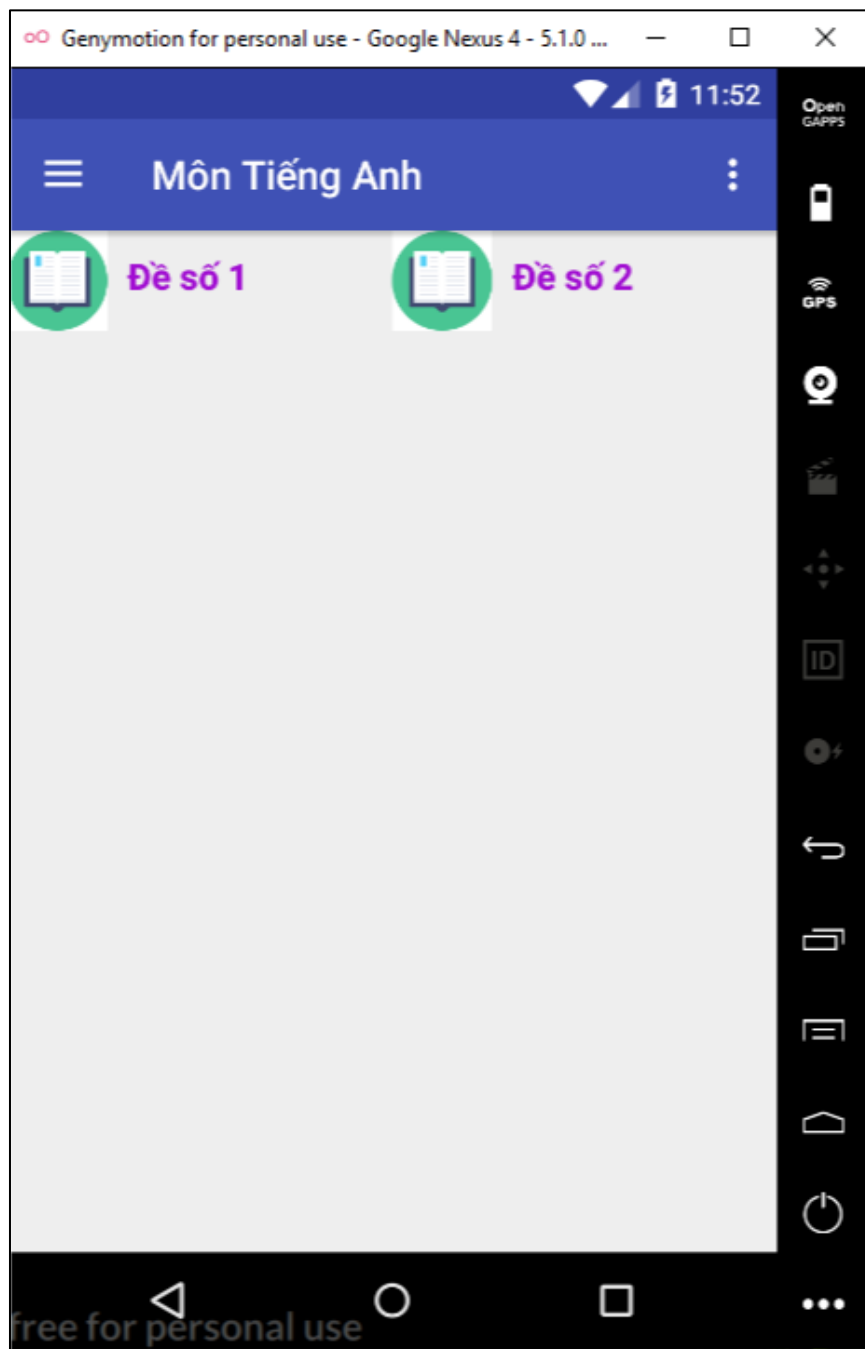 Genymotion for personal use - Google Nexus 4 - 5.1.0 ...
11:52
Open
GAPPS
Môn Tiếng Anh
GPS
Đề số 1
Đề số 2
ID
free for personal use